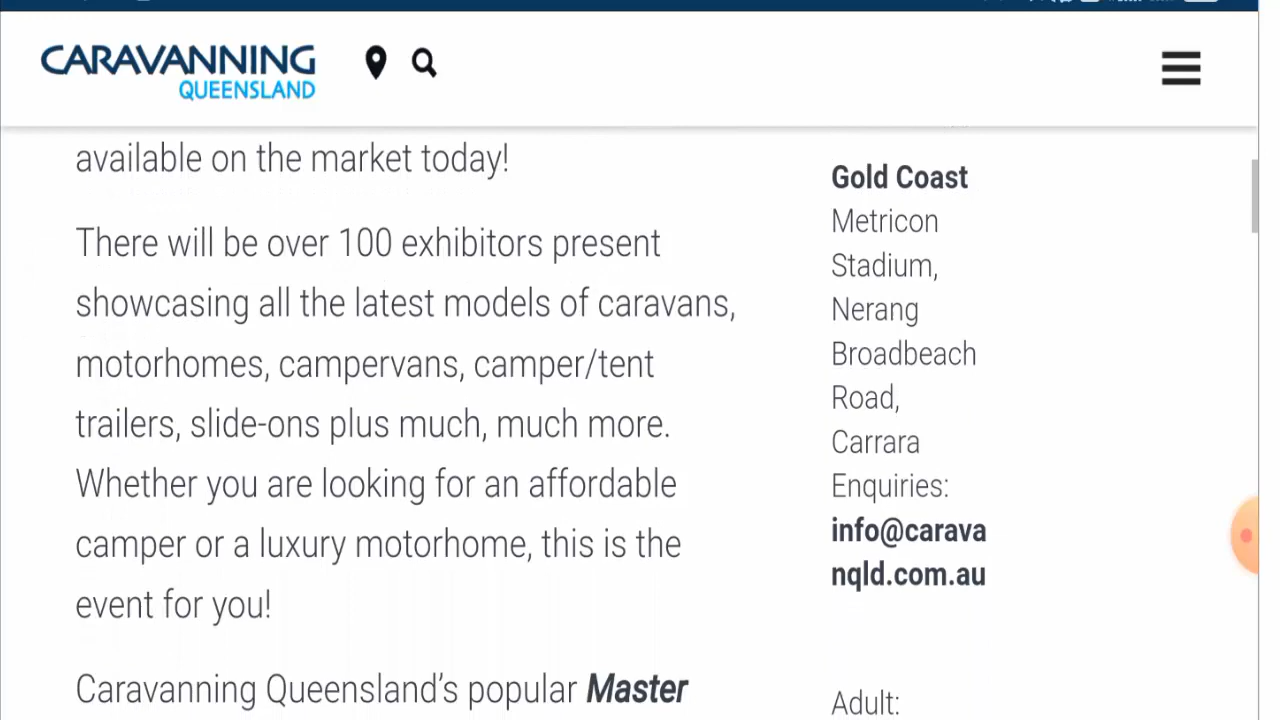 CARAVANNING
QUEENSLAND
available on the market today!
There will be over 100 exhibitors present
showcasing all the latest models of caravans,
motorhomes, campervans, camper/tent
trailers, slide-ons plus much, much more.
Whether you are looking for an affordable
camper or a luxury motorhome, this is the
event for you!
Caravanning Queensland's popular Master
Gold Coast
Metricon
Stadium,
Nerang
Broadbeach
Road,
Carrara
Enquiries:
info@carava
nqld.com.au
Adult: